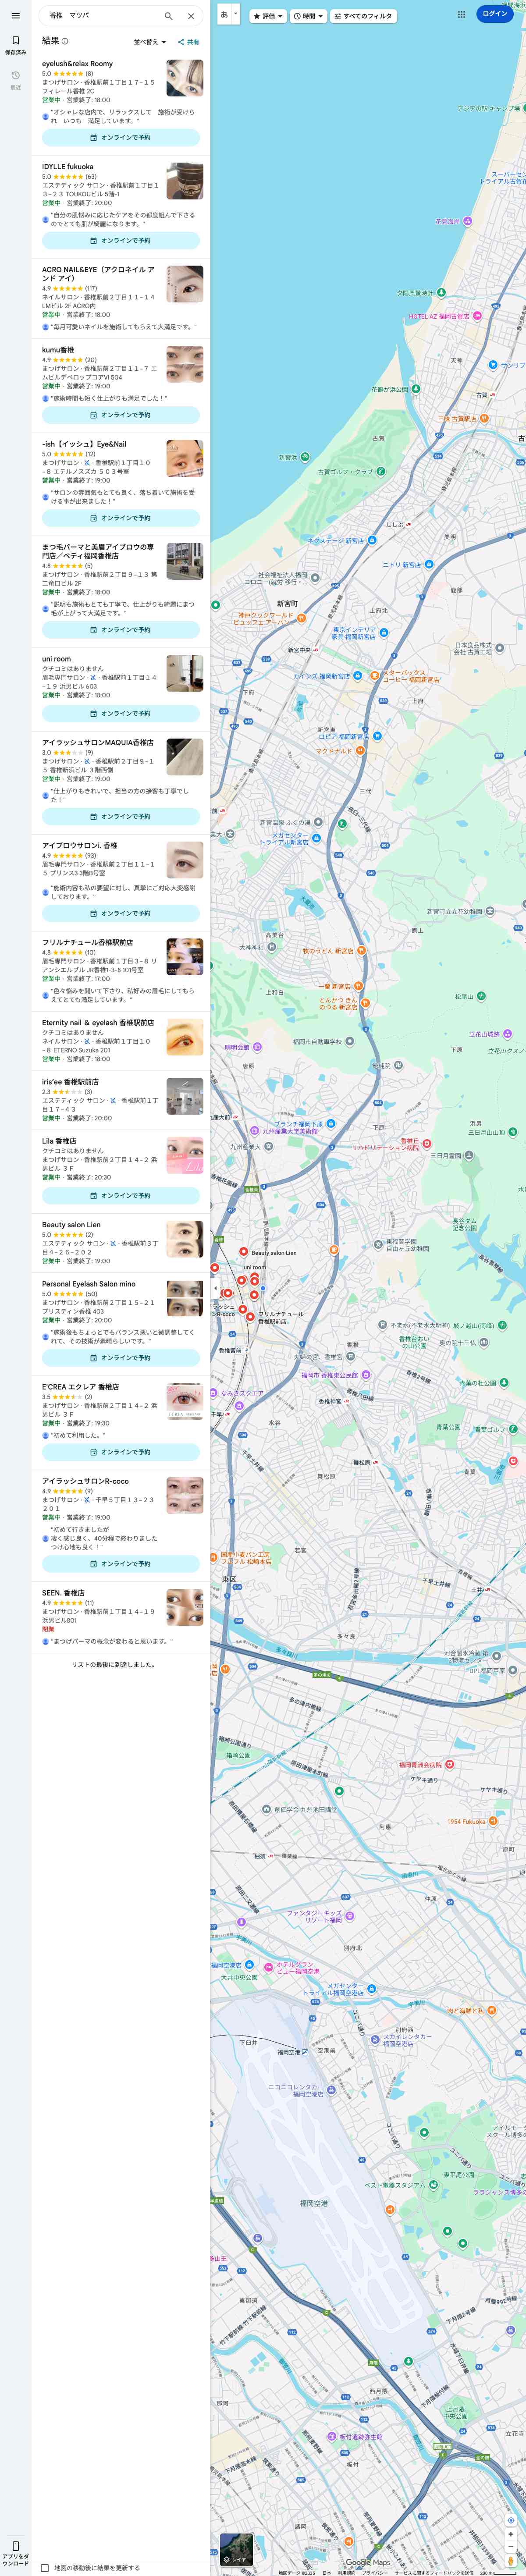 香椎　マツパ
保存済み
最近
結果
並べ替え
共有
eyelush&relax Roomy
5.0 (8)
まつげサロン · 香椎駅前１丁目１７−１５
フィレール香椎 2C
営業中 · 営業終了: 18:00
"オシャレな店内で、リラックスして　施術が受けら
れ　いつも　満足しています。"
オンラインで予約
IDYLLE fukuoka
5.0 (63)
エステティック サロン · 香椎駅前１丁目１
３−２３ TOUKOUビル 5階-1
営業中 · 営業終了: 20:00
"自分の肌悩みに応じたケアをその都度組んで下さる
のでとても肌が綺麗になります。"
オンラインで予約
ACRO NAIL&EYE（アクロネイル ア
ンド アイ）
4.9 (117)
ネイルサロン · 香椎駅前２丁目１１−１４
LMビル 2F ACRO内
営業中 · 営業終了: 18:00
"毎月可愛いネイルを施術してもらえて大満足です。"
kumu香椎
4.9 (20)
まつげサロン · 香椎駅前２丁目１１−７ エ
ムビルデベロップコアVI 504
営業中 · 営業終了: 19:00
"施術時間も短く仕上がりも満足でした！"
オンラインで予約
-ish【イッシュ】Eye&Nail
5.0 (12)
まつげサロン · 香椎駅前１丁目１０
−８ エテルノスズカ ５０３号室
営業中 · 営業終了: 19:00
"サロンの雰囲気もとても良く、落ち着いて施術を受
ける事が出来ました！"
オンラインで予約
まつ毛パーマと美眉アイブロウの専
門店／ペティ福岡香椎店
4.8 (5)
まつげサロン · 香椎駅前２丁目９−１３ 第
二竜口ビル 2F
営業中 · 営業終了: 18:00
"説明も施術もとても丁寧で、仕上がりも綺麗にまつ
毛が上がって大満足です。"
オンラインで予約
uni room
クチコミはありません
眉毛専門サロン · 香椎駅前１丁目１４
−１９ 浜男ビル 603
営業中 · 営業終了: 18:00
オンラインで予約
アイラッシュサロンMAQUIA香椎店
3.0 (9)
まつげサロン · 香椎駅前２丁目９−１
５ 香椎新浜ビル ３階西側
営業中 · 営業終了: 19:00
"仕上がりもきれいで、担当の方の接客も丁寧でし
た！"
オンラインで予約
アイブロウサロンi. 香椎
4.9 (93)
眉毛専門サロン · 香椎駅前２丁目１１−１
５ プリンス3 3階B号室
"施術内容も私の要望に対し、真摯にご対応大変感謝
しております。"
オンラインで予約
フリルナチュール香椎駅前店
4.8 (10)
眉毛専門サロン · 香椎駅前１丁目３−８ リ
アンシエルブル JR香椎1-3-8 101号室
営業中 · 営業終了: 17:00
"色々悩みを聞いて下さり、私好みの眉毛にしてもら
えてとても満足しています。"
Eternity nail ＆ eyelash 香椎駅前店
クチコミはありません
ネイルサロン · 香椎駅前１丁目１０
−８ ETERNO Suzuka 201
営業中 · 営業終了: 18:00
iris'ee 香椎駅前店
2.3 (3)
エステティック サロン · 香椎駅前１丁
目１７−４３
営業中 · 営業終了: 20:00
Lila 香椎店
クチコミはありません
まつげサロン · 香椎駅前２丁目１４−２ 浜
男ビル ３Ｆ
営業中 · 営業終了: 20:30
オンラインで予約
Beauty salon Lien
5.0 (2)
エステティック サロン · 香椎駅前３丁
目４−２６−２０２
営業中 · 営業終了: 19:00
Personal Eyelash Salon mino
5.0 (50)
まつげサロン · 香椎駅前２丁目１５−２１
プリスティン香椎 403
営業中 · 営業終了: 20:00
"施術後もちょっとでもバランス悪いと微調整してく
れて、その技術が素晴らしいです。"
オンラインで予約
E'CREA エクレア 香椎店
3.5 (2)
まつげサロン · 香椎駅前２丁目１４−２ 浜
男ビル ３Ｆ
営業中 · 営業終了: 19:30
"初めて利用した。"
オンラインで予約
アイラッシュサロンR-coco
4.9 (9)
まつげサロン · 千早５丁目１３−２３
２０１
営業中 · 営業終了: 19:00
"初めて行きましたが
凄く感じ良く、40分程で終わりました
つけ心地も良く！"
オンラインで予約
SEEN. 香椎店
4.9 (11)
まつげサロン · 香椎駅前１丁目１４−１９
浜男ビル801
閉業
"まつげパーマの概念が変わると思います。"
リストの最後に到達しました。
地図の移動後に結果を更新する
アプリをダ
ウンロード
あ
評価
時間
すべてのフィルタ
ログイン
アジアの駅 キャンプ場
スーパーセン
トライアル古賀
花見海岸
夕陽風景時計
HOTEL AZ 福岡古賀店
天神
サンリブ
花鶴が浜公園
古賀
三強 古賀駅店
古賀
新宮浜
古賀ゴルフ・クラブ
ししぶ
ネクステージ 新宮店
美明
ニトリ 新宮店
社会福祉法人福岡
コロニー(就労 移行・
鹿部
新宮町
上府北
神戸クックワールド
ビュッフェ アーバン
東京インテリア
家具 福岡新宮店
新宮中央
日本食品株式
会社 古賀工場
カインズ 福岡新宮店
スターバックス
コーヒー 福岡新宮店
下府
上府
新宮東
ロピア 福岡新宮店
マクドナルド
三代
新宮温泉 ふくの湯
メガセンター
トライアル新宮店
新宮町立立花幼稚園
原上
高美台
大神神社
牧のうどん 新宮店
一蘭 新宮店
上和白
とんかつ きん
のつる 新宮店
松尾山
福岡市自動車学校
立花山城跡
晴明会館
下原
立花山クスノ
唐原
ブランチ福岡下原
九州産業大学美術館
下原
浜男
三日月山山頂
香椎丘
リハビリテーション病院
九州産業大
三日月霊園
長谷ダム
記念公園
東福岡学園
自由ヶ丘幼稚園
Beauty salon Lien
uni room
フリルナチュール
香椎駅前店
不老水(不老水大明神)
城ノ越山(南峰)
香椎台おい
の山公園
奥の院十三仏
香椎宮前
香椎
香椎宮
福岡市 香椎東公民館
なみきスクエア
青葉の杜公園
香椎神宮
千早
水谷
青葉公園
青葉ゴルフ
舞松原
舞松原
青葉
若宮
国産小麦パン工房
フルフル 松崎本店
東区
土井
多々良
DPL福岡戸原
箱崎公園
福岡青洲会病院
創価学会 九州池田講堂
1954 Fukuoka
阿恵
原町
柚須
仲原
ファンタジーキッズ
リゾート福岡
別府北
福岡空港店
ホテルグラン
ビュー福岡空港
大井中央公園
メガセンター
トライアル福岡空港店
肉と海鮮と私
下臼井
別府西
スカイレンタカー
福岡空港店
福岡空港
空港前
ニコニコレンタカー
福岡空港店
ベスト電器スタジアム
東平尾公園
福岡空港
東那珂
那珂
西月隈
上月隈
中央公園
板付遺跡弥生館
立花寺
板付
諸岡
レイヤ
Google Maps
地図データ ©2025
日本
利用規約
プライバシー
サービスに関するフィードバックを送信